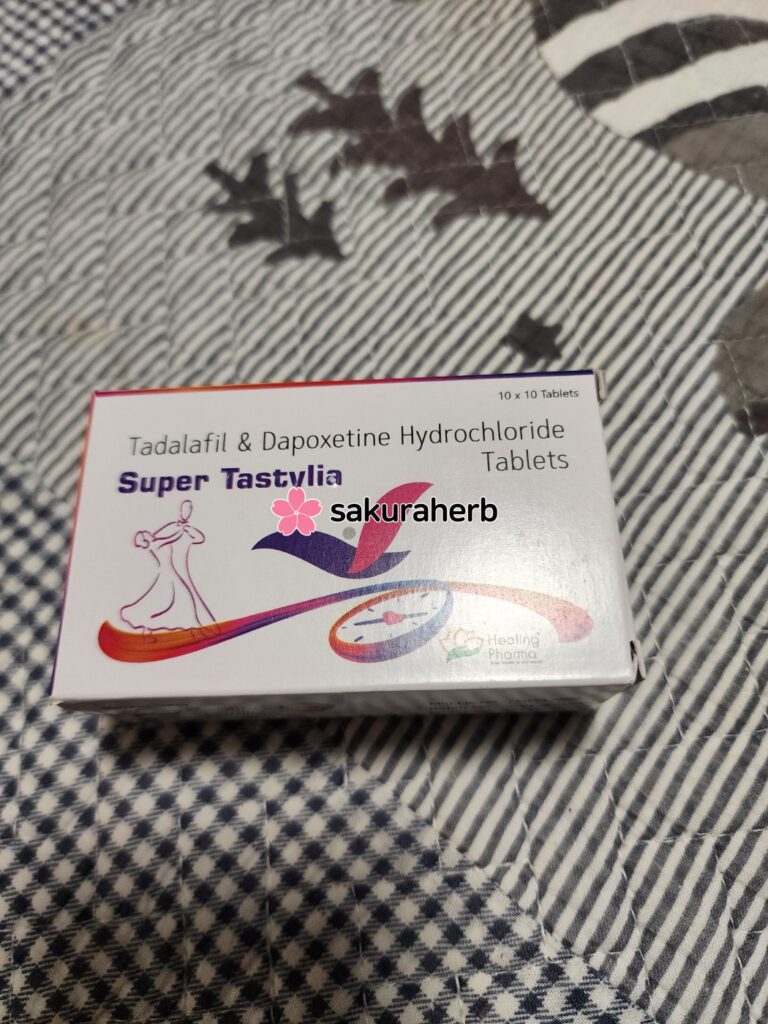 10 x 10 Tablets
Tadalafil & Dapoxetine Hydrochloride
Tablets
Super Tastylia
sakuraherb
Healing
Pharma